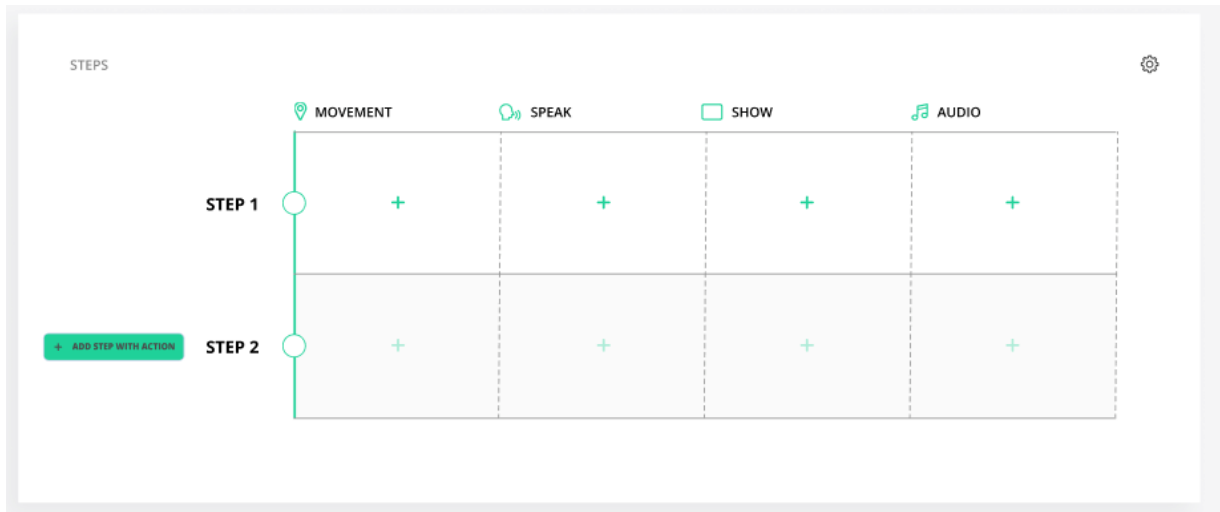 STEPS
MOVEMENT SPEAK SHOW AUDIO
STEP 1 + + + +
+ ADD STEP WITH ACTION STEP 2 + + + +